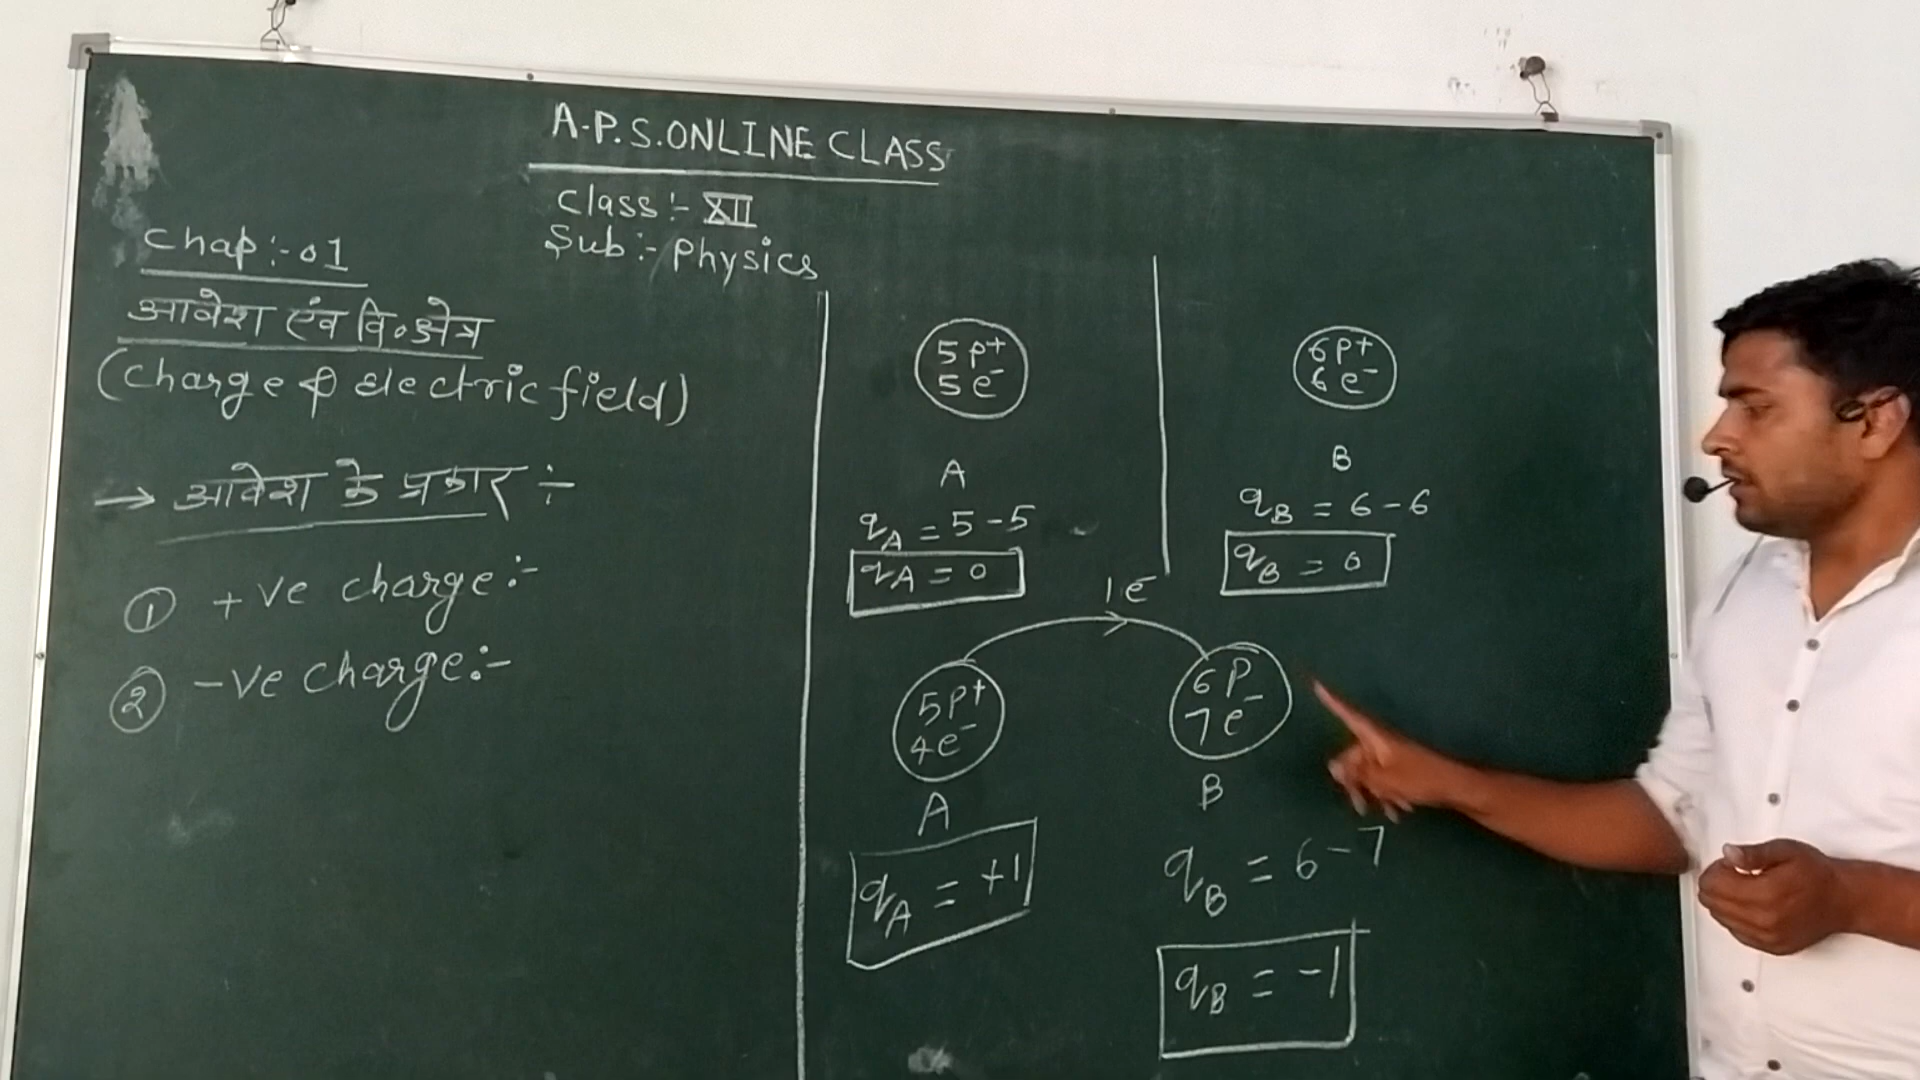 A.P.S. ONLINE CLASS
Class :- XII
Sub :- Physics
Chap :- 01
आवेश एंव वि॰क्षेत्र
(Charge & electric field)
→ आवेश के प्रकार ÷
① +ve charge :-
② -ve charge :-
5P⁺
5e⁻
A
qA = 5-5
qA = 0
6P⁺
6e⁻
B
qB = 6-6
qB = 0
1e⁻
5P⁺
4e⁻
A
qA = +1
6P
7e⁻
B
qB = 6-7
qB = -1